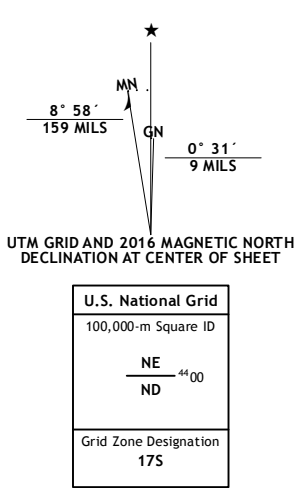 ★
MN
8° 58´
159 MILS
GN
0° 31´
9 MILS
UTM GRID AND 2016 MAGNETIC NORTH
DECLINATION AT CENTER OF SHEET
U.S. National Grid
100,000-m Square ID
NE
4400
ND
Grid Zone Designation
17S